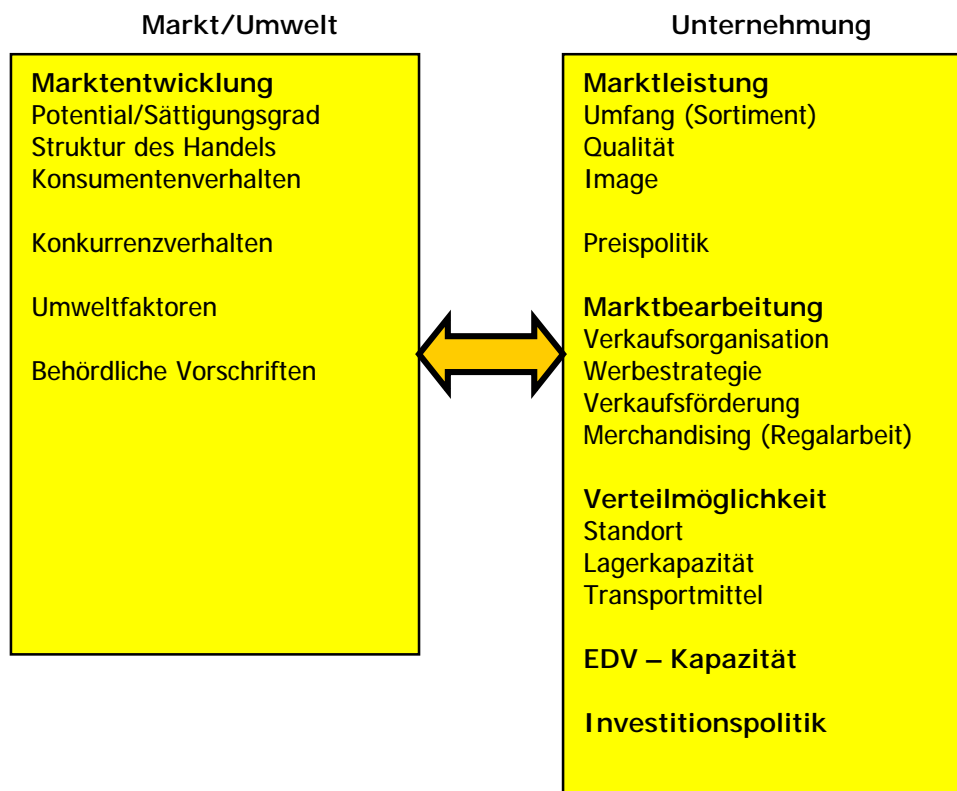 Markt/Umwelt
Marktentwicklung
Potential/Sättigungsgrad
Struktur des Handels
Konsumentenverhalten
Konkurrenzverhalten
Umweltfaktoren
Behördliche Vorschriften
Unternehmung
Marktleistung
Umfang (Sortiment)
Qualität
Image
Preispolitik
Marktbearbeitung
Verkaufsorganisation
Werbestrategie
Verkaufsförderung
Merchandising (Regalarbeit)
Verteilmöglichkeit
Standort
Lagerkapazität
Transportmittel
EDV – Kapazität
Investitionspolitik